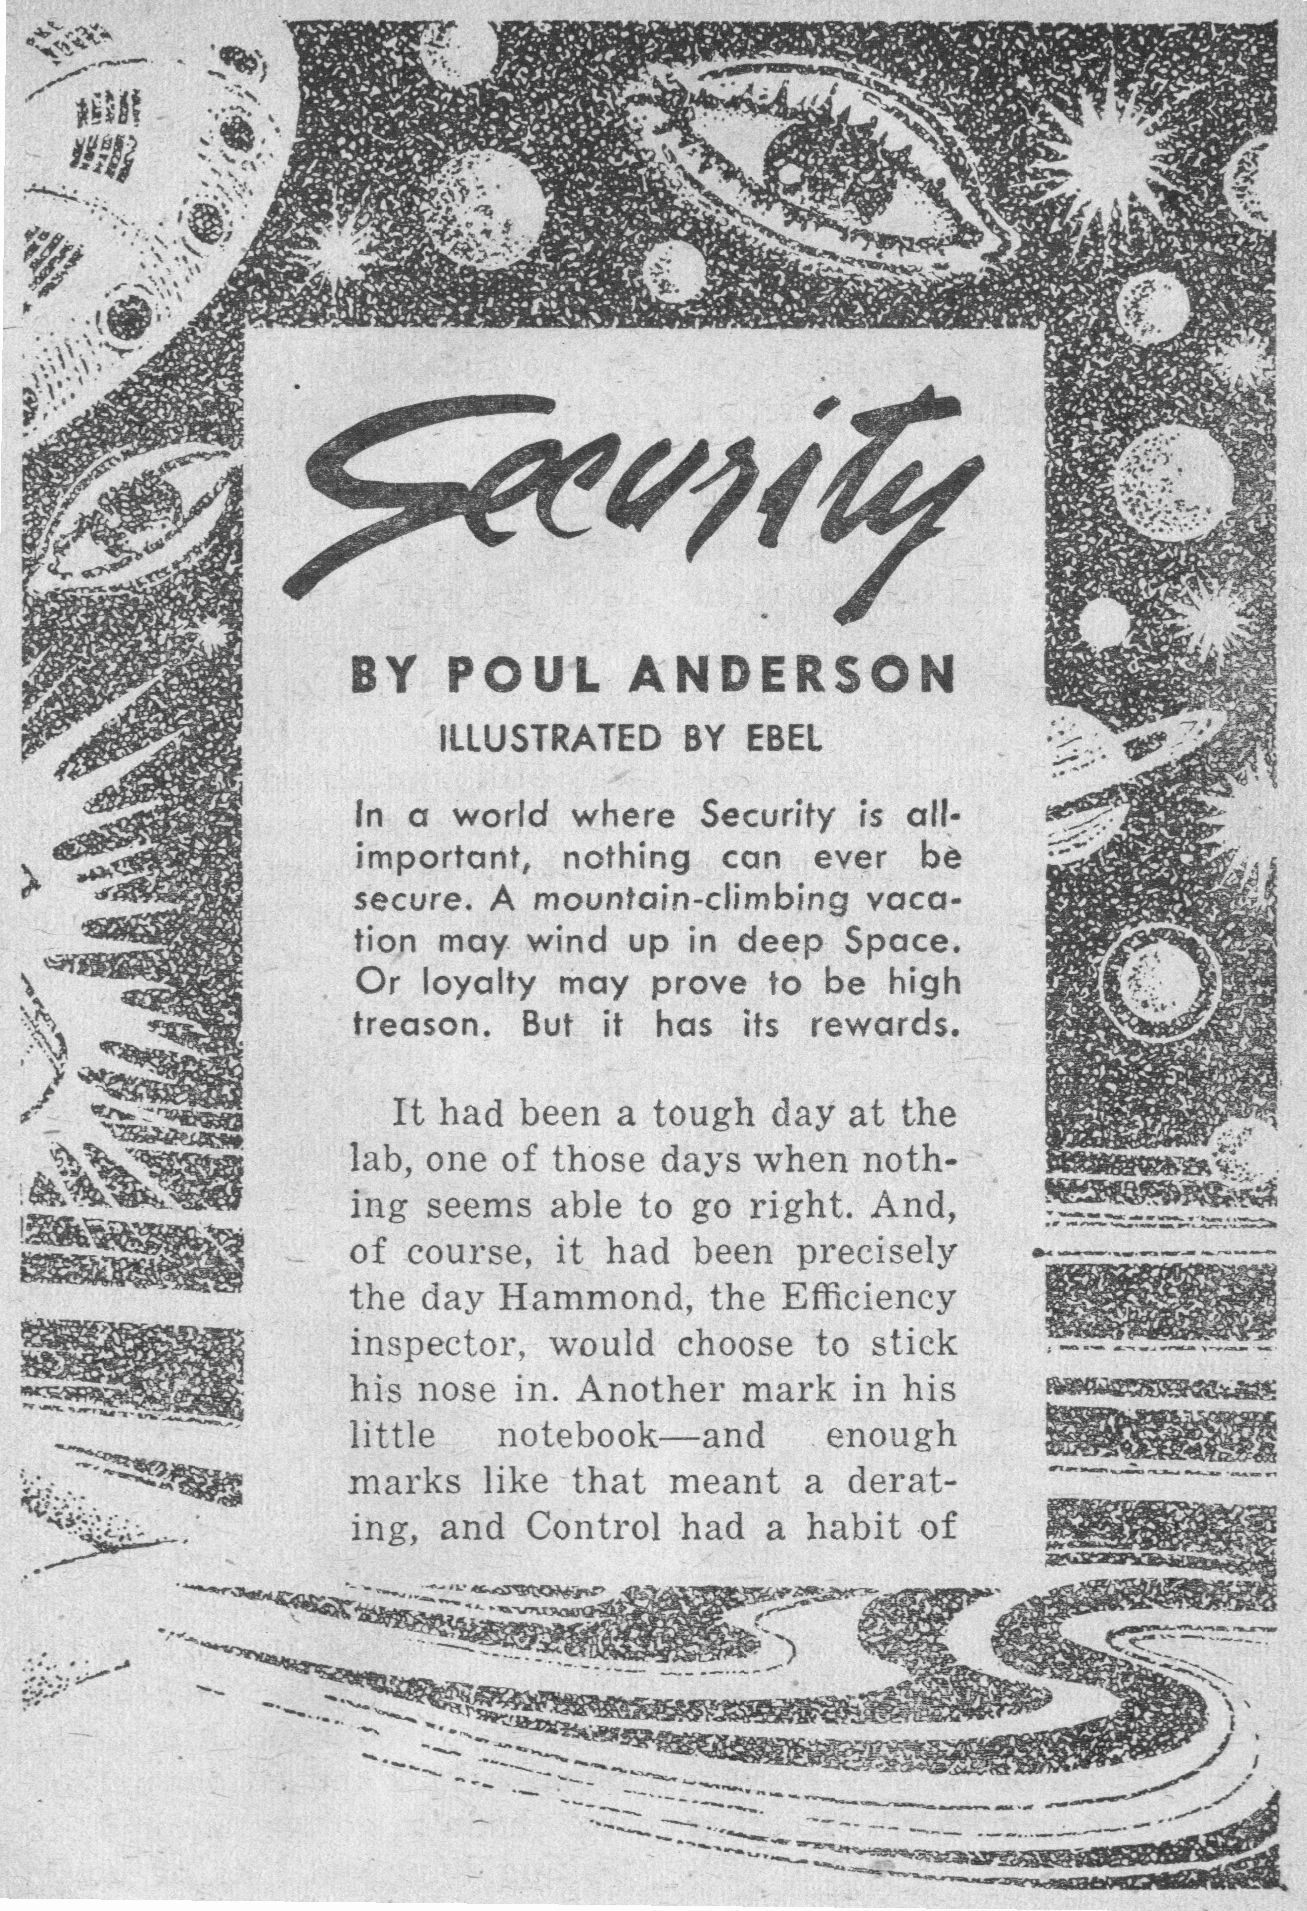 Security
BY POUL ANDERSON
ILLUSTRATED BY EBEL
In a world where Security is all-
important, nothing can ever be
secure. A mountain-climbing vaca-
tion may wind up in deep Space.
Or loyalty may prove to be high
treason. But it has its rewards.
It had been a tough day at the
lab, one of those days when noth-
ing seems able to go right. And,
of course, it had been precisely
the day Hammond, the Efficiency
inspector, would choose to stick
his nose in. Another mark in his
little notebook—and enough
marks like that meant a derat-
ing, and Control had a habit of